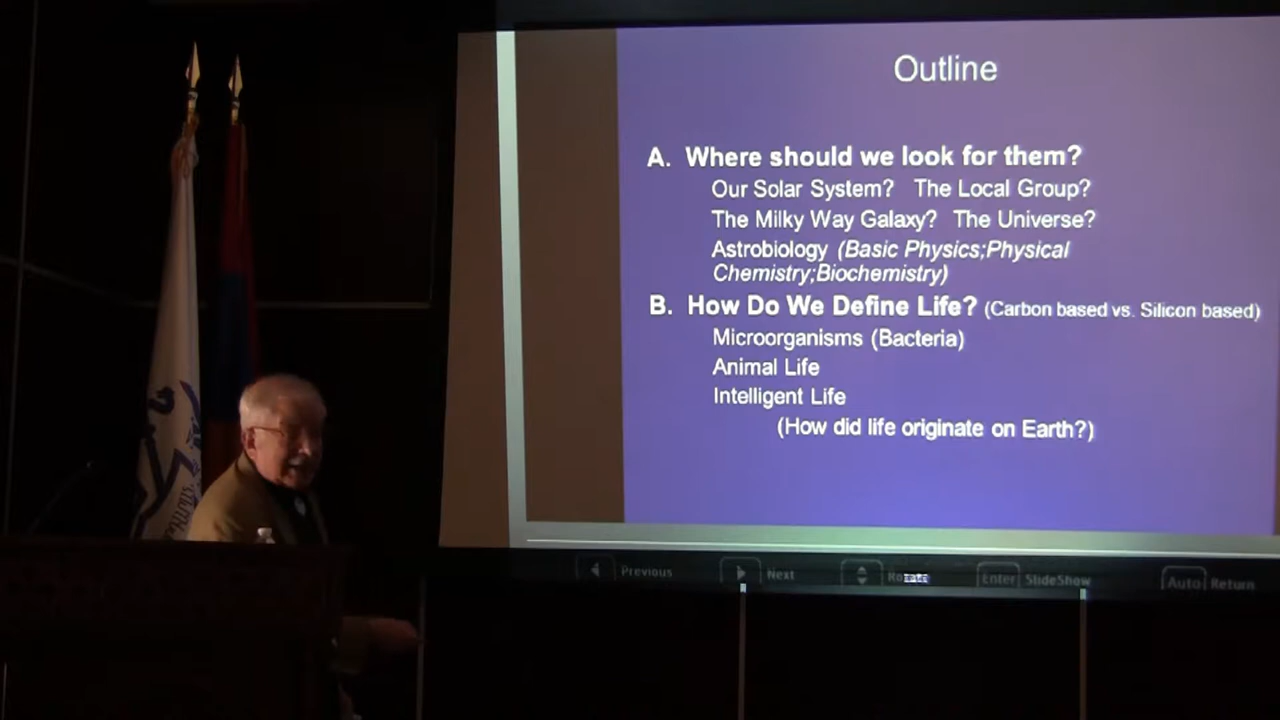 Outline
A. Where should we look for them?
Our Solar System? The Local Group?
The Milky Way Galaxy? The Universe?
Astrobiology (Basic Physics;Physical
Chemistry;Biochemistry)
B. How Do We Define Life? (Carbon based vs. Silicon based)
Microorganisms (Bacteria)
Animal Life
Intelligent Life
(How did life originate on Earth?)
Previous Next Enter SlideShow Auto Return